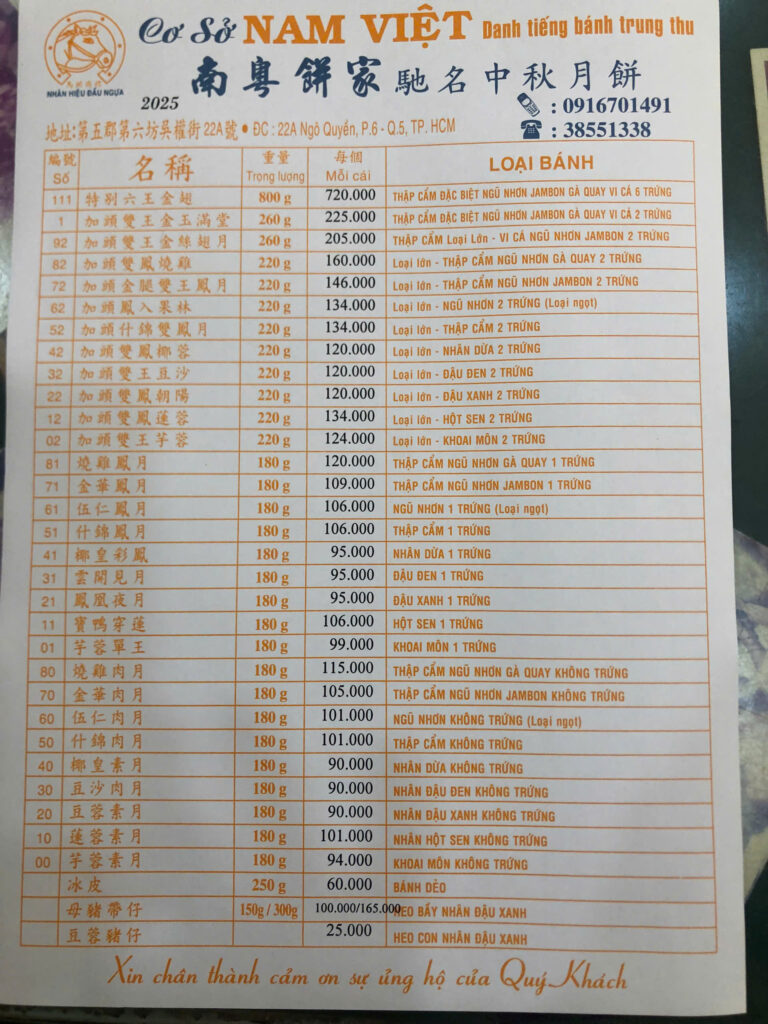 Cơ Sở NAM VIỆT Danh tiếng bánh trung thu
南粵餅家 馳名中秋月餅
NHÃN HIỆU ĐẦU NGỰA
2025
: 0916701491
: 38551338
地址:第五郡第六坊吳權街22A號 • ĐC : 22A Ngô Quyền, P.6 - Q.5, TP. HCM
編號 Số 名稱 重量 Trọng lượng 每個 Mỗi cái LOẠI BÁNH
111 特別六王金翅 800 g 720.000 THẬP CẨM ĐẶC BIỆT NGŨ NHƠN JAMBON GÀ QUAY VI CÁ 6 TRỨNG
1 加頭雙王金玉滿堂 260 g 225.000 THẬP CẨM ĐẶC BIỆT NGŨ NHƠN JAMBON GÀ QUAY VI CẢ 2 TRỨNG
92 加頭雙王金絲翅月 260 g 205.000 THẬP CẨM Loại Lớn - VI CÁ NGŨ NHƠN JAMBON 2 TRỨNG
82 加頭雙鳳燒雞 220 g 160.000 Loại lớn - THẬP CẨM NGŨ NHƠN GÀ QUAY 2 TRỨNG
72 加頭金腿雙王鳳月 220 g 146.000 Loại lớn - THẬP CẨM NGŨ NHƠN JAMBON 2 TRỨNG
62 加頭鳳入果林 220 g 134.000 Loại lớn - NGŨ NHƠN 2 TRỨNG (Loại ngọt)
52 加頭什錦雙鳳月 220 g 134.000 Loại lớn - THẬP CẨM 2 TRỨNG
42 加頭雙鳳椰蓉 220 g 120.000 Loại lớn - NHÂN DỪA 2 TRỨNG
32 加頭雙王豆沙 220 g 120.000 Loại lớn - ĐẬU ĐEN 2 TRỨNG
22 加頭雙鳳朝陽 220 g 120.000 Loại lớn - ĐẬU XANH 2 TRỨNG
12 加頭雙鳳蓮蓉 220 g 134.000 Loại lớn - HỘT SEN 2 TRỨNG
02 加頭雙王芋蓉 220 g 124.000 Loại lớn - KHOAI MÔN 2 TRỨNG
81 燒雞鳳月 180 g 120.000 THẬP CẨM NGŨ NHƠN GÀ QUAY 1 TRỨNG
71 金華鳳月 180 g 109.000 THẬP CẨM NGŨ NHƠN JAMBON 1 TRỨNG
61 伍仁鳳月 180 g 106.000 NGŨ NHƠN 1 TRỨNG (Loại ngọt)
51 什錦鳳月 180 g 106.000 THẬP CẨM 1 TRỨNG
41 椰皇彩鳳 180 g 95.000 NHÂN DỪA 1 TRỨNG
31 雲開見月 180 g 95.000 ĐẬU ĐEN 1 TRỨNG
21 鳳凰夜月 180 g 95.000 ĐẬU XANH 1 TRỨNG
11 寶鴨穿蓮 180 g 106.000 HỘT SEN 1 TRỨNG
01 芋蓉單王 180 g 99.000 KHOAI MÔN 1 TRỨNG
80 燒雞肉月 180 g 115.000 THẬP CẨM NGŨ NHƠN GÀ QUAY KHÔNG TRỨNG
70 金華肉月 180 g 105.000 THẬP CẨM NGŨ NHƠN JAMBON KHÔNG TRỨNG
60 伍仁肉月 180 g 101.000 NGŨ NHƠN KHÔNG TRỨNG (Loại ngọt)
50 什錦肉月 180 g 101.000 THẬP CẨM KHÔNG TRỨNG
40 椰皇素月 180 g 90.000 NHÂN DỪA KHÔNG TRỨNG
30 豆沙肉月 180 g 90.000 NHÂN ĐẬU ĐEN KHÔNG TRỨNG
20 豆蓉素月 180 g 90.000 NHÂN ĐẬU XANH KHÔNG TRỨNG
10 蓮蓉素月 180 g 101.000 NHÂN HỘT SEN KHÔNG TRỨNG
00 芋蓉素月 180 g 94.000 KHOAI MÔN KHÔNG TRỨNG
冰皮 250 g 60.000 BÁNH DẺO
母豬帶仔 150g / 300g 100.000/165.000 HEO BẦY NHÂN ĐẬU XANH
豆蓉豬仔 25.000 HEO CON NHÂN ĐẬU XANH
Xin chân thành cảm ơn sự ủng hộ của Quý Khách